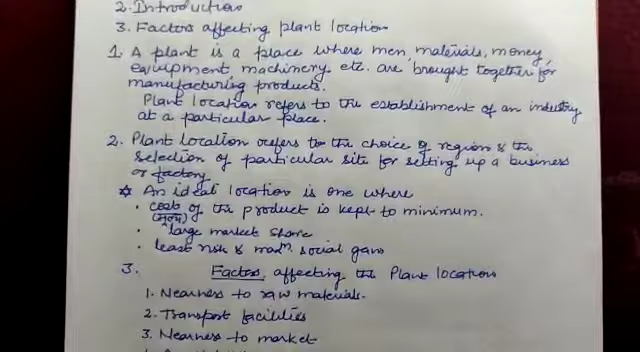 2. Introduction
3. Factors affecting plant location
1. A plant is a place where men, materials, money,
equipment machinery etc. are brought together for
manufacturing products.
Plant location refers to the establishment of an industry
at a particular place.
2. Plant location refers to the choice of region & the
selection of particular site for setting up a business
or factory
☆ An ideal location is one where
• cost of the product is kept to minimum.
(मूल्य)
• large market share
• least risk & maxm. social gain
3. Factors affecting the Plant location
1. Nearness to raw materials.
2. Transport facilities
3. Nearness to market